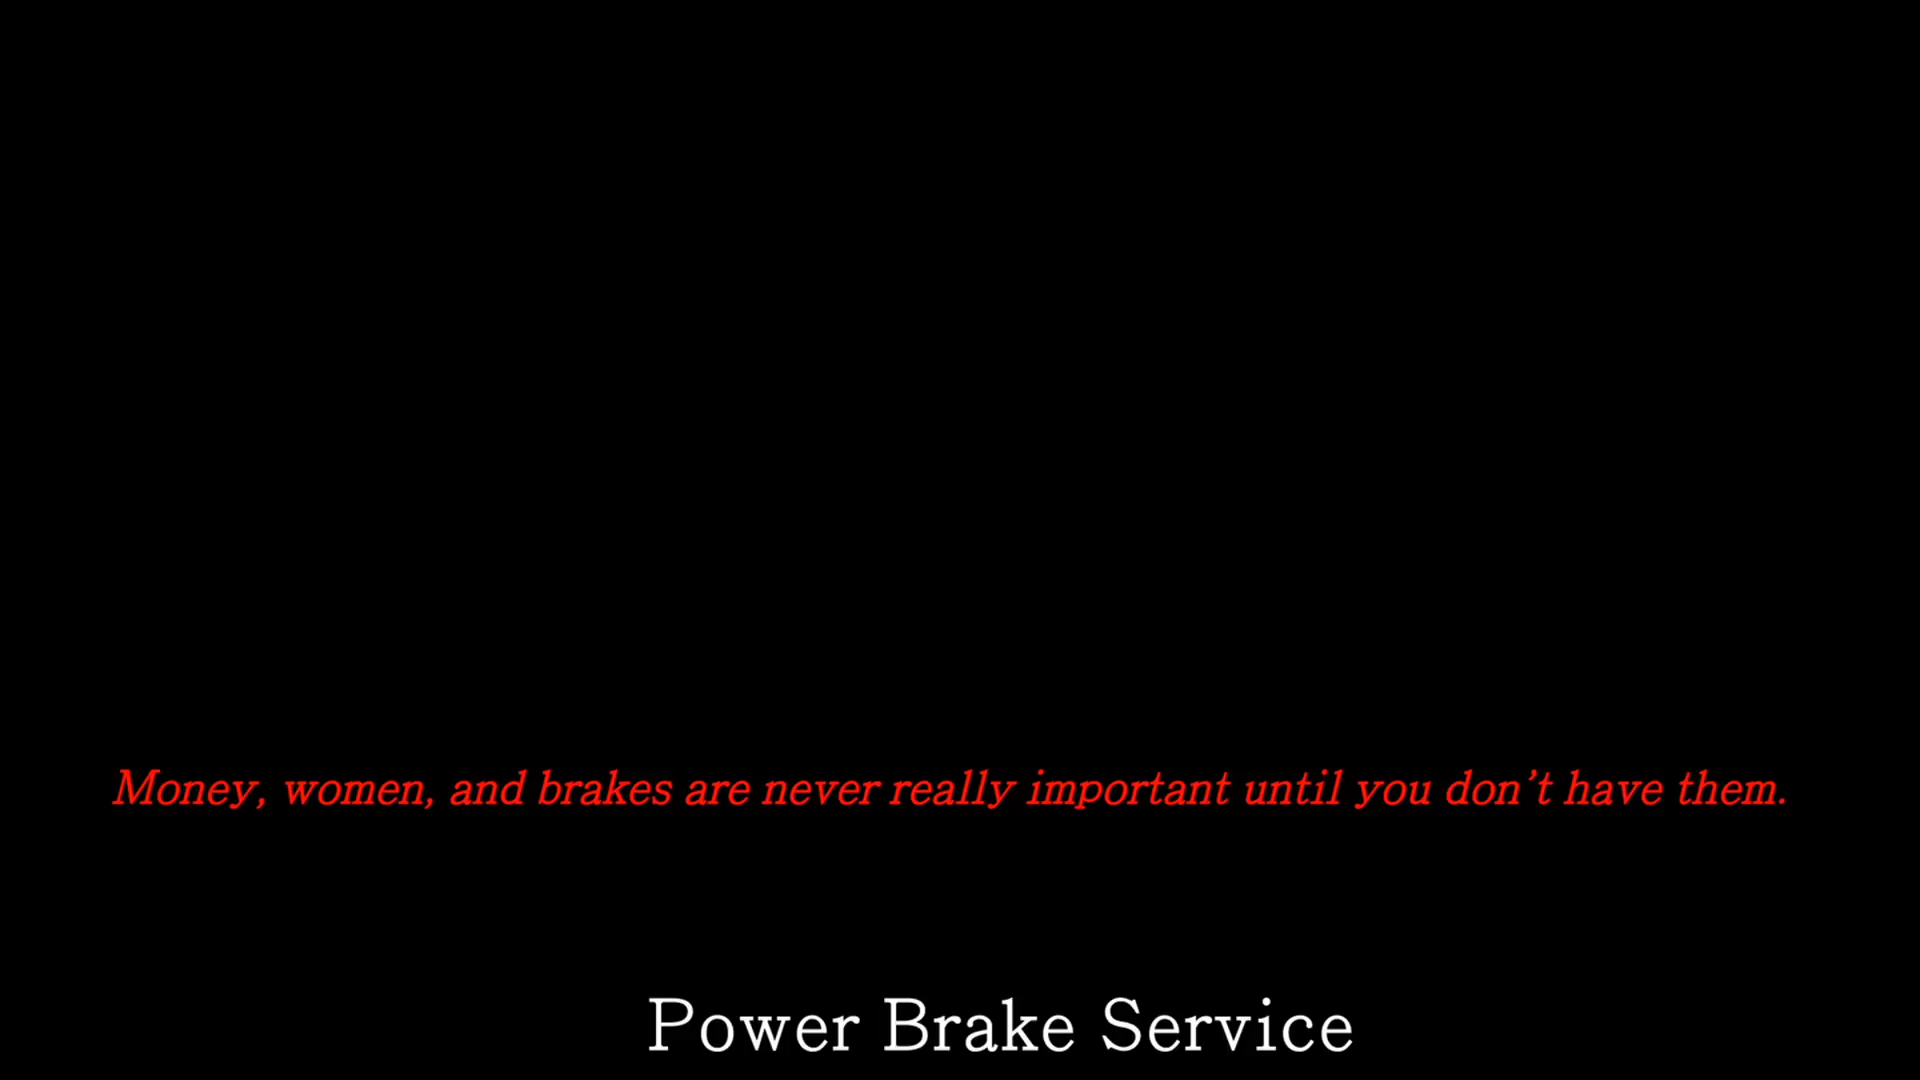 Money, women, and brakes are never really important until you don’t have them.
Power Brake Service